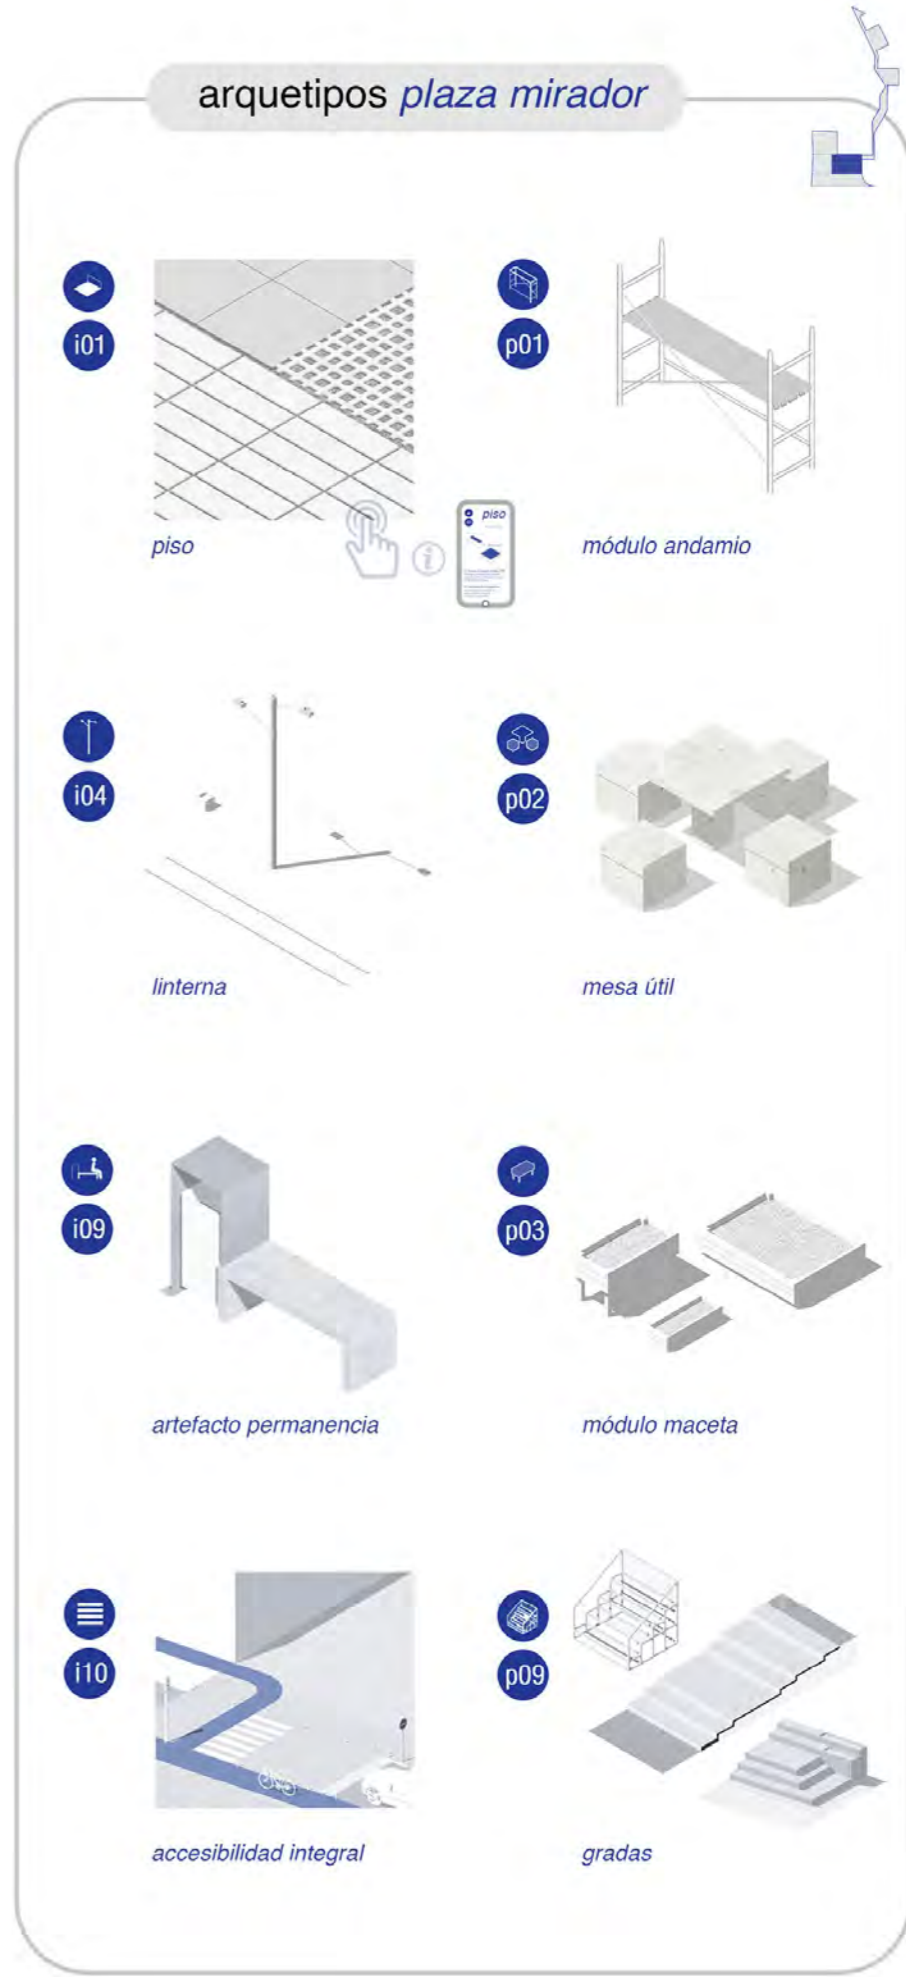 arquetipos plaza mirador
i01
p01
piso
piso
módulo andamio
i04
p02
linterna
mesa útil
i09
p03
artefacto permanencia
módulo maceta
i10
p09
accesibilidad integral
gradas